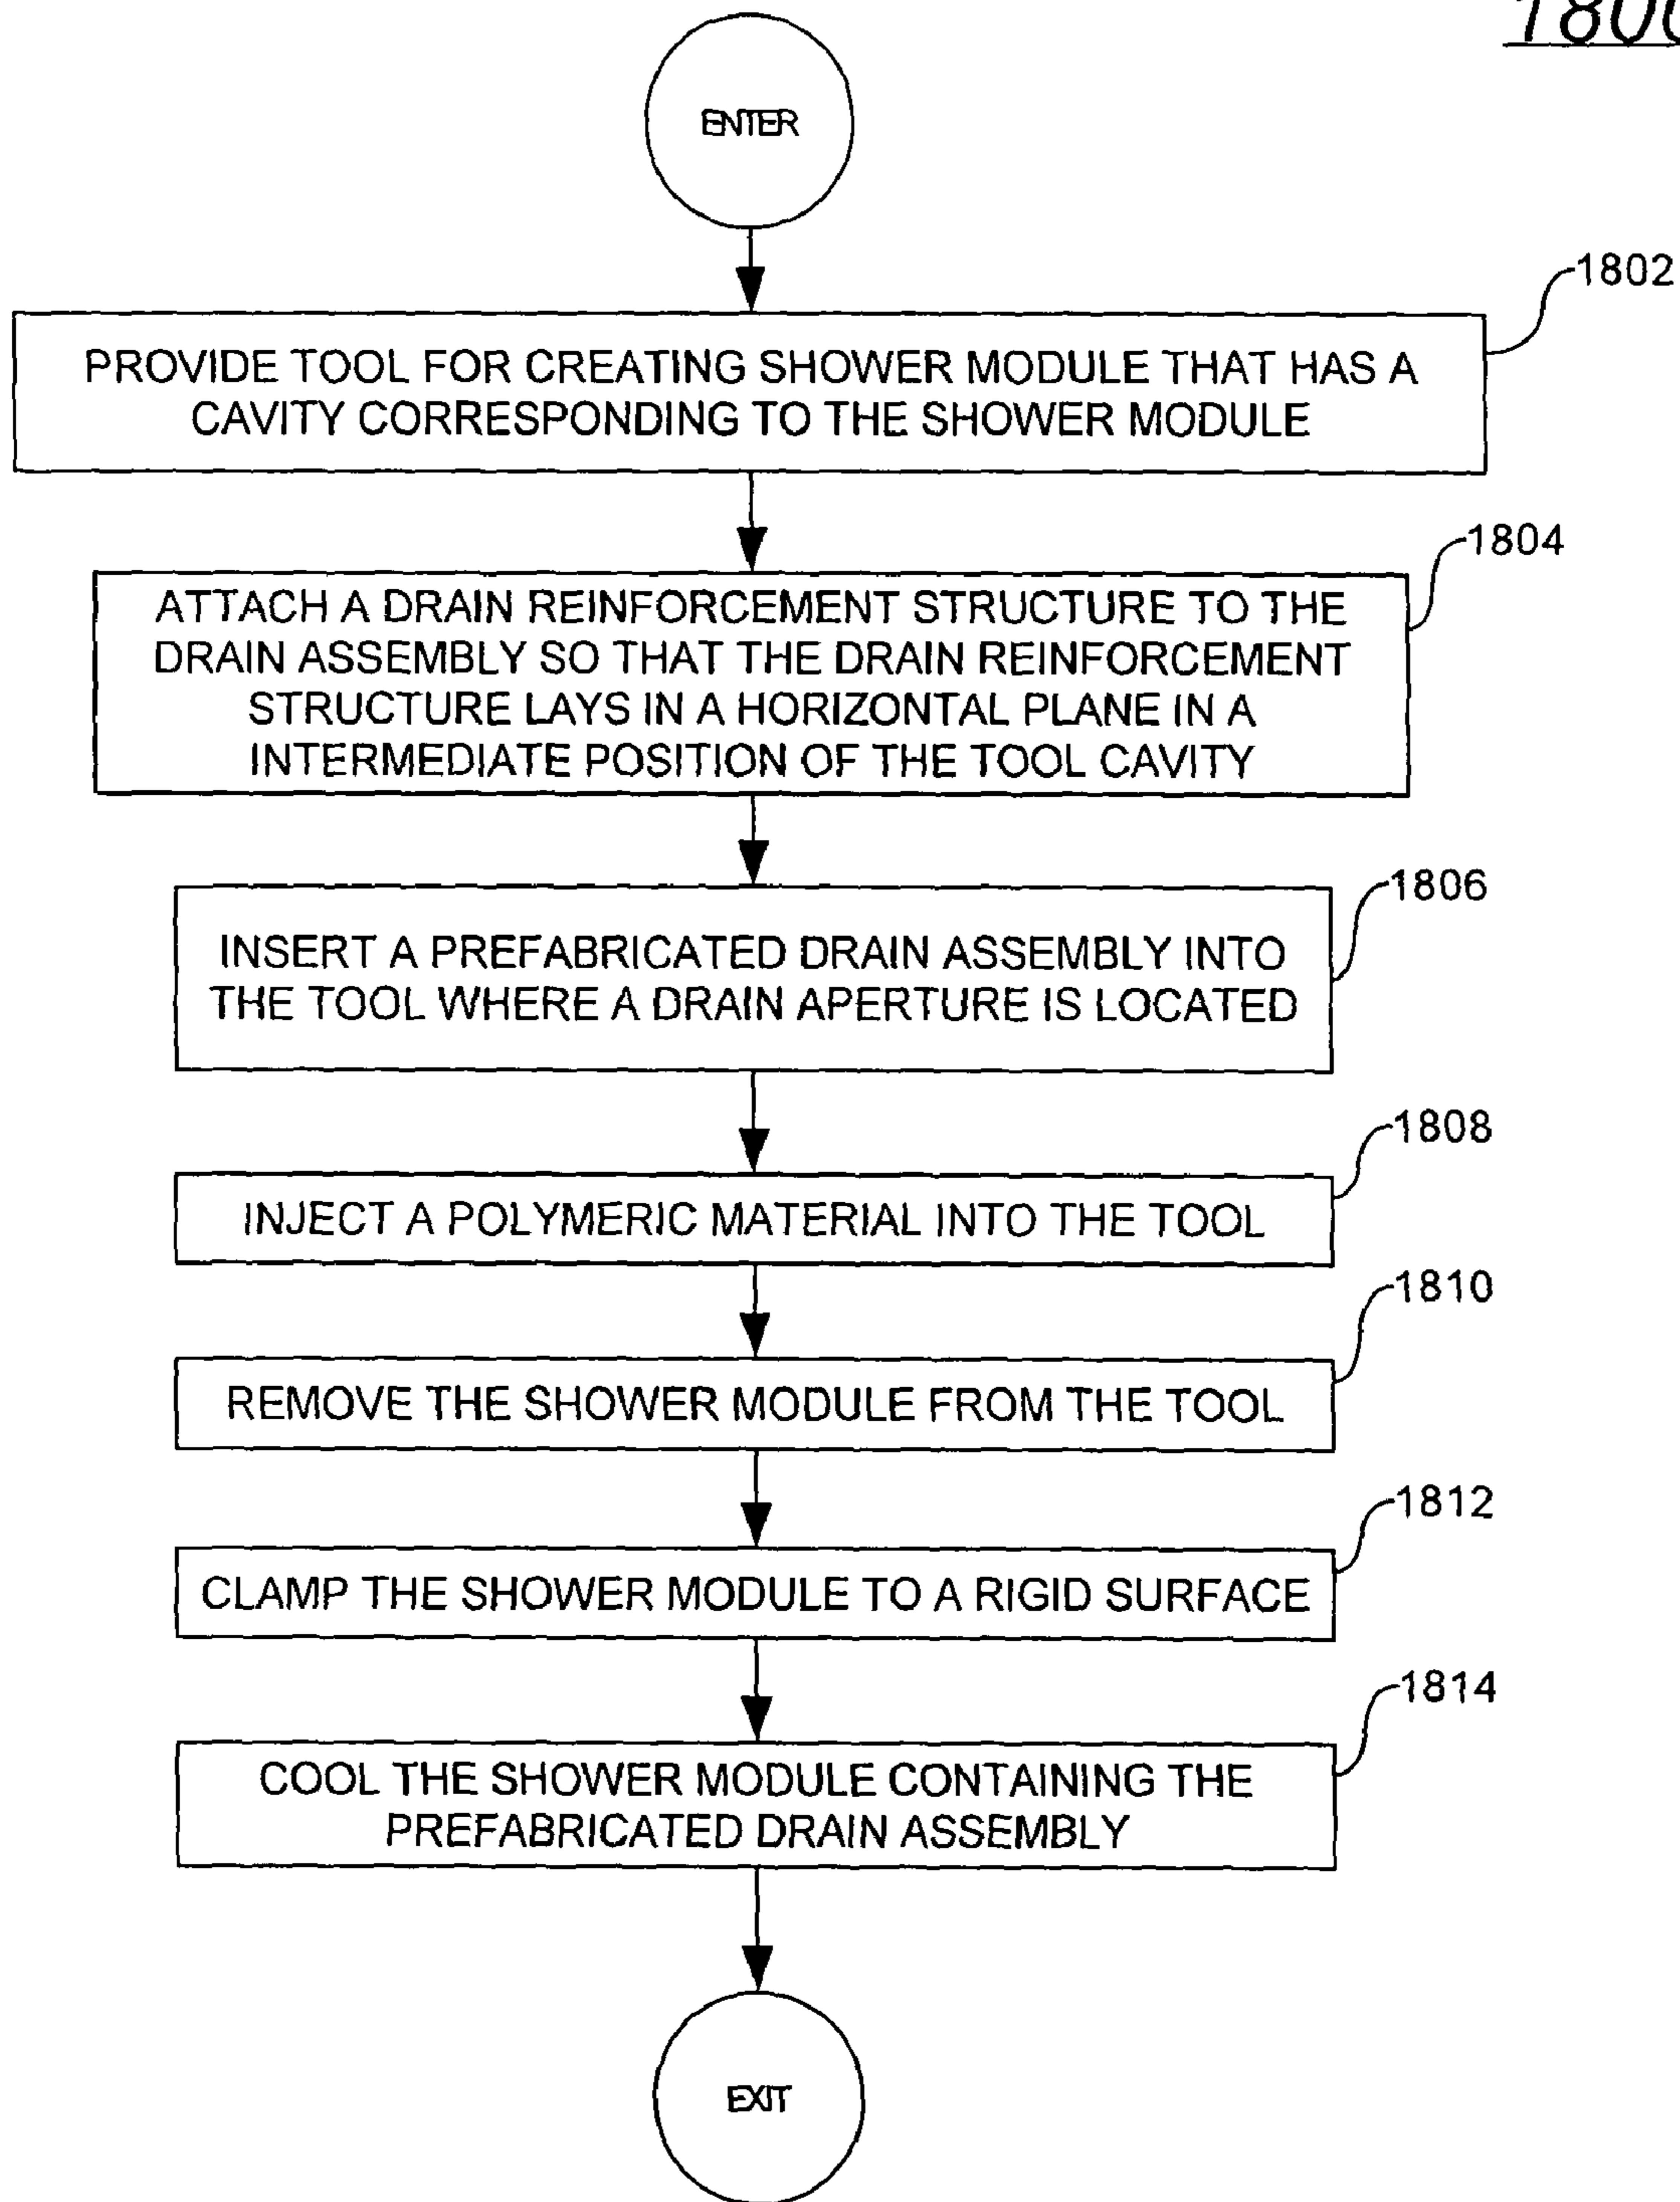 1800
ENTER
1802
PROVIDE TOOL FOR CREATING SHOWER MODULE THAT HAS A
CAVITY CORRESPONDING TO THE SHOWER MODULE
1804
ATTACH A DRAIN REINFORCEMENT STRUCTURE TO THE
DRAIN ASSEMBLY SO THAT THE DRAIN REINFORCEMENT
STRUCTURE LAYS IN A HORIZONTAL PLANE IN A
INTERMEDIATE POSITION OF THE TOOL CAVITY
1806
INSERT A PREFABRICATED DRAIN ASSEMBLY INTO
THE TOOL WHERE A DRAIN APERTURE IS LOCATED
1808
INJECT A POLYMERIC MATERIAL INTO THE TOOL
1810
REMOVE THE SHOWER MODULE FROM THE TOOL
1812
CLAMP THE SHOWER MODULE TO A RIGID SURFACE
1814
COOL THE SHOWER MODULE CONTAINING THE
PREFABRICATED DRAIN ASSEMBLY
EXIT